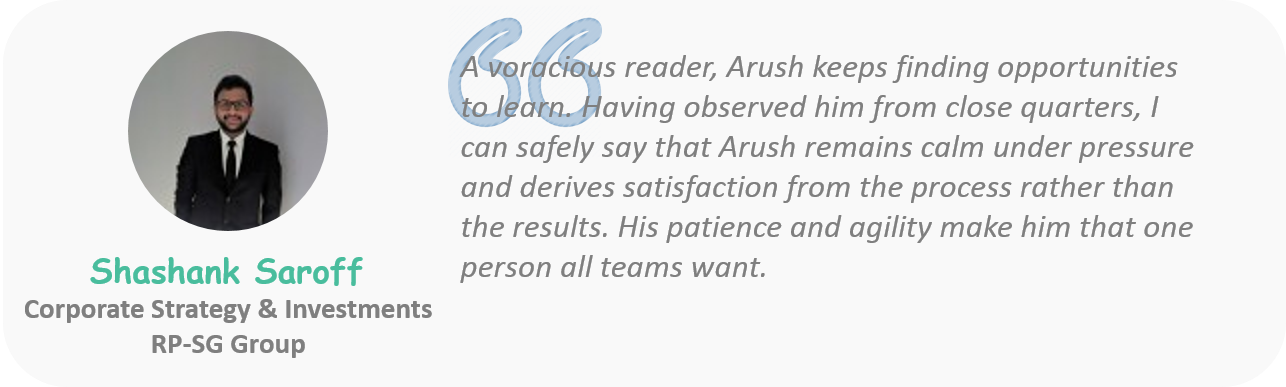 A voracious reader, Arush keeps finding opportunities
to learn. Having observed him from close quarters, I
can safely say that Arush remains calm under pressure
and derives satisfaction from the process rather than
the results. His patience and agility make him that one
person all teams want.
Shashank Saroff
Corporate Strategy & Investments
RP-SG Group